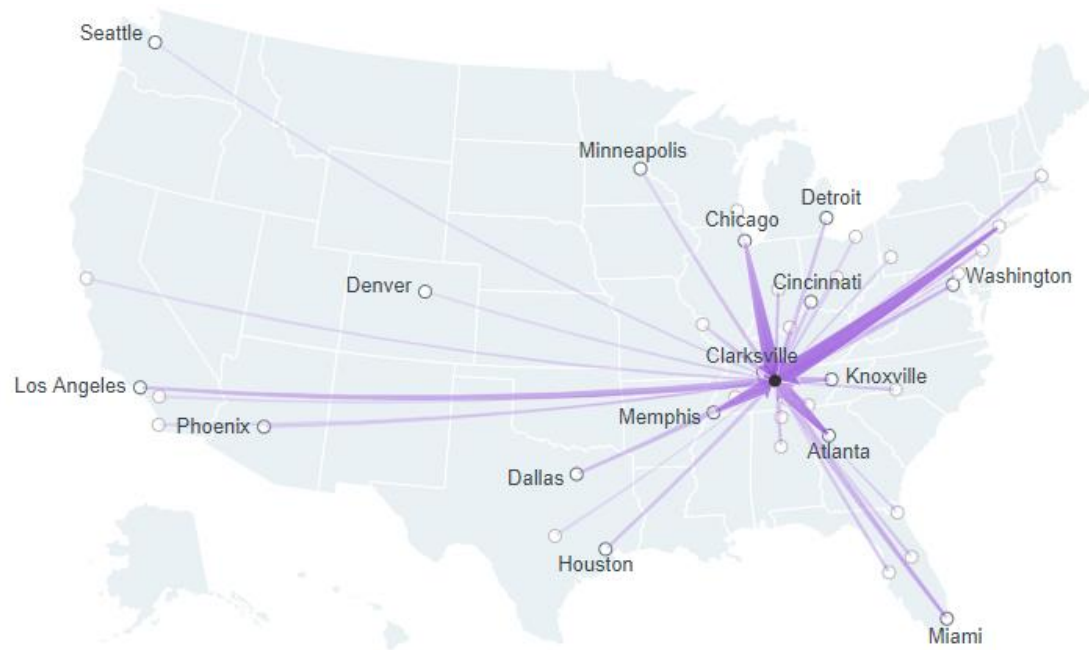 Seattle
Minneapolis
Detroit
Chicago
Cincinnati
Washington
Denver
Clarksville
Los Angeles
Knoxville
Memphis
Phoenix
Atlanta
Dallas
Houston
Miami